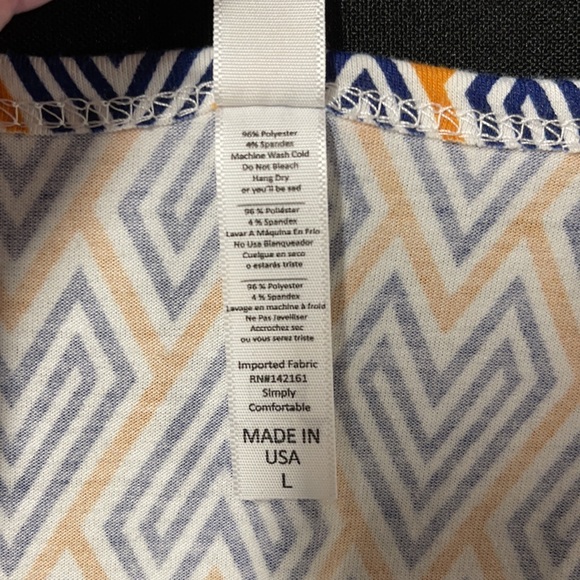 96% Polyester
4% Spandex
Machine Wash Cold
Do Not Bleach
Hang Dry
or you'll be sad
96 % Poliéster
4 % Spandex
Lavar A Máquina En Frío
No Usa Blanqueador
Cuelgue en seco
o estarás triste
96 % Polyester
4 % Spandex
Lavage en machine à froid
Ne Pas Javelliser
Accrochez sec
ou vous serez triste
Imported Fabric
RN#142161
Simply
Comfortable
MADE IN
USA
L